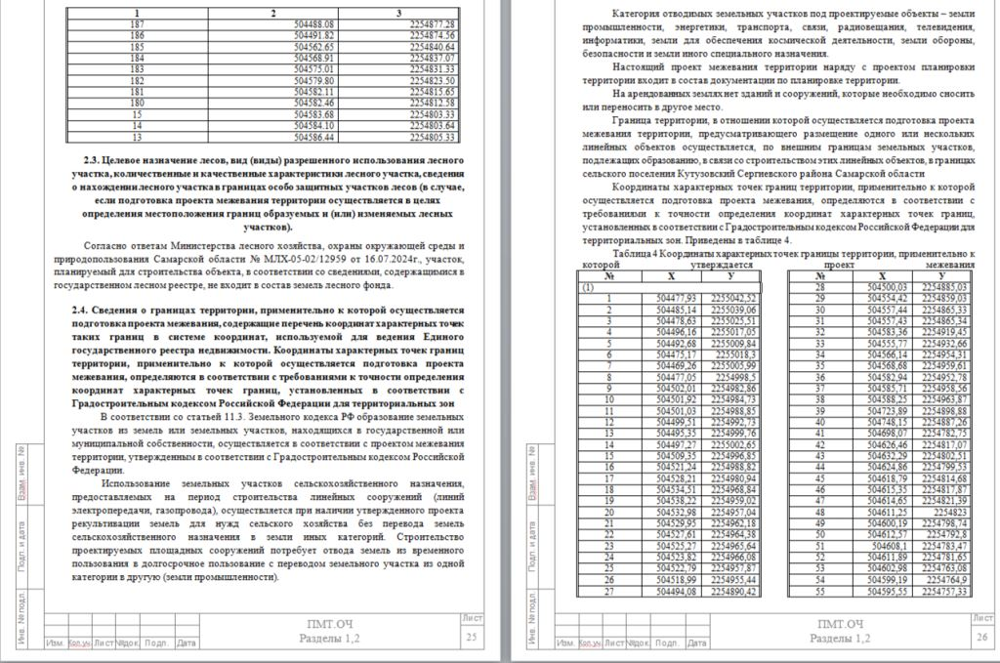 1 2 3
187 504488.08 2254877.28
186 504491.82 2254874.56
185 504562.65 2254840.64
184 504568.91 2254837.07
183 504575.01 2254831.33
182 504579.80 2254823.50
181 504582.11 2254815.65
180 504582.46 2254812.58
15 504583.68 2254803.33
14 504584.10 2254803.64
13 504586.44 2254805.33
2.3. Целевое назначение лесов, вид (виды) разрешенного использования лесного
участка, количественные и качественные характеристики лесного участка, сведения
о нахождении лесного участка в границах особо защитных участков лесов (в случае,
если подготовка проекта межевания территории осуществляется в целях
определения местоположения границ образуемых и (или) изменяемых лесных
участков).
Согласно ответам Министерства лесного хозяйства, охраны окружающей среды и
природопользования Самарской области № МЛХ-05-02/12959 от 16.07.2024г., участок,
планируемый для строительства объекта, в соответствии со сведениями, содержащимися в
государственном лесном реестре, не входит в состав земель лесного фонда.
2.4. Сведения о границах территории, применительно к которой осуществляется
подготовка проекта межевания, содержащие перечень координат характерных точек
таких границ в системе координат, используемой для ведения Единого
государственного реестра недвижимости. Координаты характерных точек границ
территории, применительно к которой осуществляется подготовка проекта
межевания, определяются в соответствии с требованиями к точности определения
координат характерных точек границ, установленных в соответствии с
Градостроительным кодексом Российской Федерации для территориальных зон
В соответствии со статьей 11.3. Земельного кодекса РФ образование земельных
участков из земель или земельных участков, находящихся в государственной или
муниципальной собственности, осуществляется в соответствии с проектом межевания
территории, утвержденным в соответствии с Градостроительным кодексом Российской
Федерации.
Использование земельных участков сельскохозяйственного назначения,
предоставляемых на период строительства линейных сооружений (линий
электропередачи, газопровода), осуществляется при наличии утвержденного проекта
рекультивации земель для нужд сельского хозяйства без перевода земель
сельскохозяйственного назначения в земли иных категорий. Строительство
проектируемых площадных сооружений потребует отвода земель из временного
пользования в долгосрочное пользование с переводом земельного участка из одной
категории в другую (земли промышленности).
Взам. инв. №
Подп. и дата
Инв. № подл.
Изм. Кол.уч. Лист №док. Подп. Дата
ПМТ.ОЧ
Разделы 1,2
Лист
25
Категория отводимых земельных участков под проектируемые объекты – земли
промышленности, энергетики, транспорта, связи, радиовещания, телевидения,
информатики, земли для обеспечения космической деятельности, земли обороны,
безопасности и земли иного специального назначения.
Настоящий проект межевания территории наряду с проектом планировки
территории входит в состав документации по планировке территории.
На арендованных землях нет зданий и сооружений, которые необходимо сносить
или переносить в другое место.
Граница территории, в отношении которой осуществляется подготовка проекта
межевания территории, предусматривающего размещение одного или нескольких
линейных объектов осуществляется, по внешним границам земельных участков,
подлежащих образованию, в связи со строительством этих линейных объектов, в границах
сельского поселения Кутузовский Сергиевского района Самарской области
Координаты характерных точек границ территории, применительно к которой
осуществляется подготовка проекта межевания, определяются в соответствии с
требованиями к точности определения координат характерных точек границ,
установленных в соответствии с Градостроительным кодексом Российской Федерации для
территориальных зон. Приведены в таблице 4.
Таблица 4 Координаты характерных точек границы территории, применительно к
которой утверждается проект межевания
№ X У
(1)
1 504477,93 2255042,52
2 504485,14 2255039,06
3 504478,63 2255025,51
4 504496,16 2255017,05
5 504492,68 2255009,84
6 504475,17 2255018,3
7 504469,26 2255005,99
8 504477,05 2254998,5
9 504502,01 2254982,86
10 504501,92 2254984,73
11 504501,03 2254988,85
12 504499,51 2254992,73
13 504495,35 2254999,76
14 504497,27 2255002,65
15 504509,35 2254996,85
16 504521,24 2254988,82
17 504528,21 2254980,94
18 504534,51 2254968,84
19 504538,22 2254959,02
20 504532,98 2254957,04
21 504529,95 2254962,18
22 504527,61 2254964,38
23 504525,27 2254965,64
24 504523,82 2254966,08
25 504522,79 2254957,87
26 504518,99 2254955,44
27 504494,08 2254890,42
№ X У
28 504500,03 2254885,03
29 504554,42 2254859,03
30 504557,44 2254865,33
31 504557,43 2254865,34
32 504583,36 2254919,45
33 504555,77 2254932,66
34 504566,14 2254954,31
35 504568,68 2254959,61
36 504582,94 2254952,78
37 504585,71 2254958,56
38 504588,25 2254963,87
39 504723,89 2254898,88
40 504748,15 2254887,26
41 504698,07 2254782,75
42 504626,46 2254817,07
43 504632,29 2254802,51
44 504624,86 2254799,53
45 504618,79 2254814,68
46 504615,35 2254817,87
47 504614,65 2254821,39
48 504611,25 2254823
49 504600,19 2254798,74
50 504612,57 2254792,8
51 504608,1 2254783,47
52 504611,89 2254781,65
53 504602,98 2254763,08
54 504599,19 2254764,9
55 504595,55 2254757,33
Взам. инв. №
Подп. и дата
Инв. № подл.
Изм. Кол.уч. Лист №док. Подп. Дата
ПМТ.ОЧ
Разделы 1,2
Лист
26